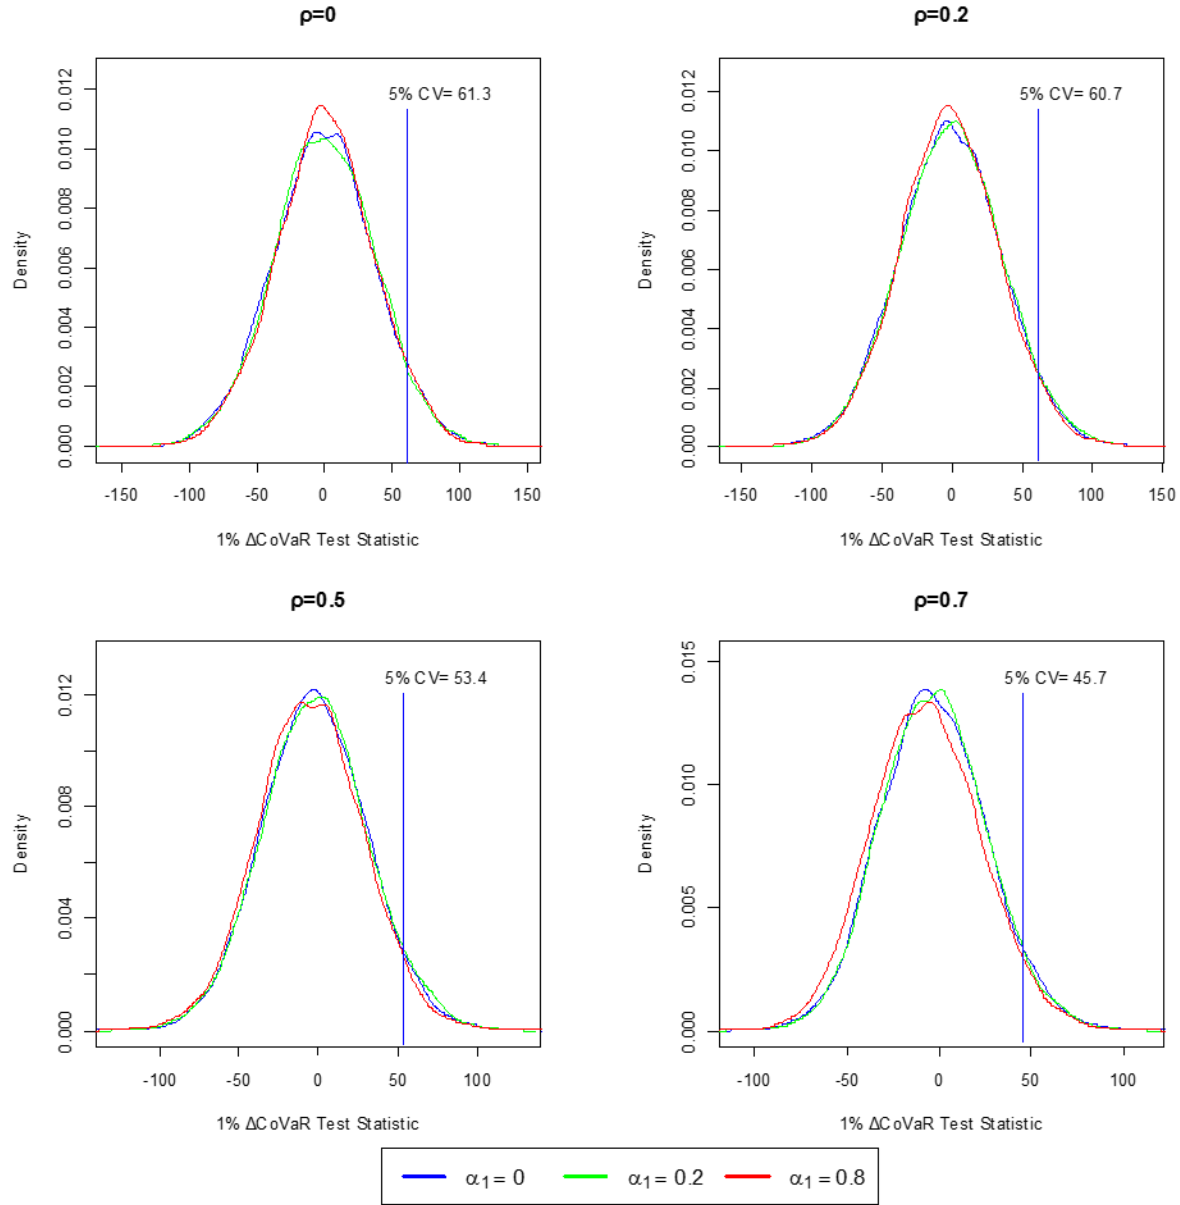 ρ=0
5% CV= 61.3
Density
0.000
0.002
0.004
0.006
0.008
0.010
0.012
-150
-100
-50
0
50
100
150
1% ΔCoVaR Test Statistic
ρ=0.2
5% CV= 60.7
Density
0.000
0.002
0.004
0.006
0.008
0.010
0.012
-150
-100
-50
0
50
100
150
1% ΔCoVaR Test Statistic
ρ=0.5
5% CV= 53.4
Density
0.000
0.004
0.008
0.012
-100
-50
0
50
100
1% ΔCoVaR Test Statistic
ρ=0.7
5% CV= 45.7
Density
0.000
0.005
0.010
0.015
-100
-50
0
50
100
1% ΔCoVaR Test Statistic
α1= 0 α1= 0.2 α1= 0.8